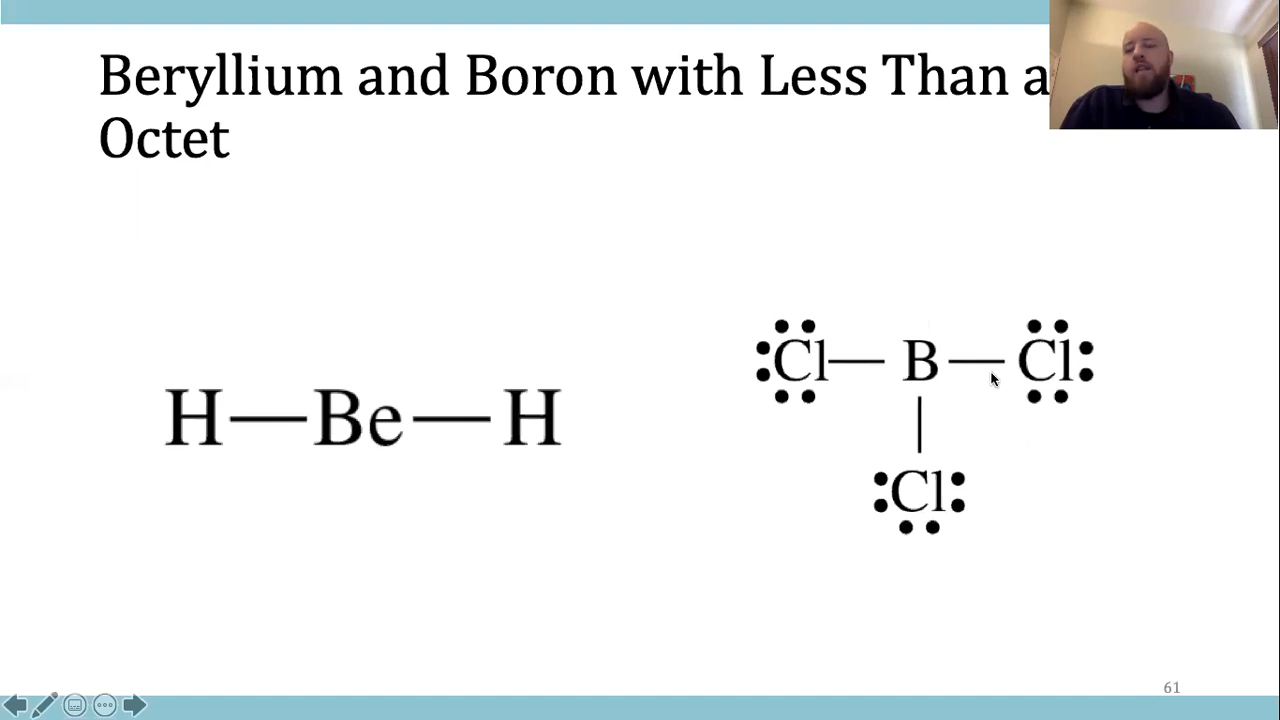 Beryllium and Boron with Less Than a
Octet
Cl — B — Cl
H — Be — H
Cl
61